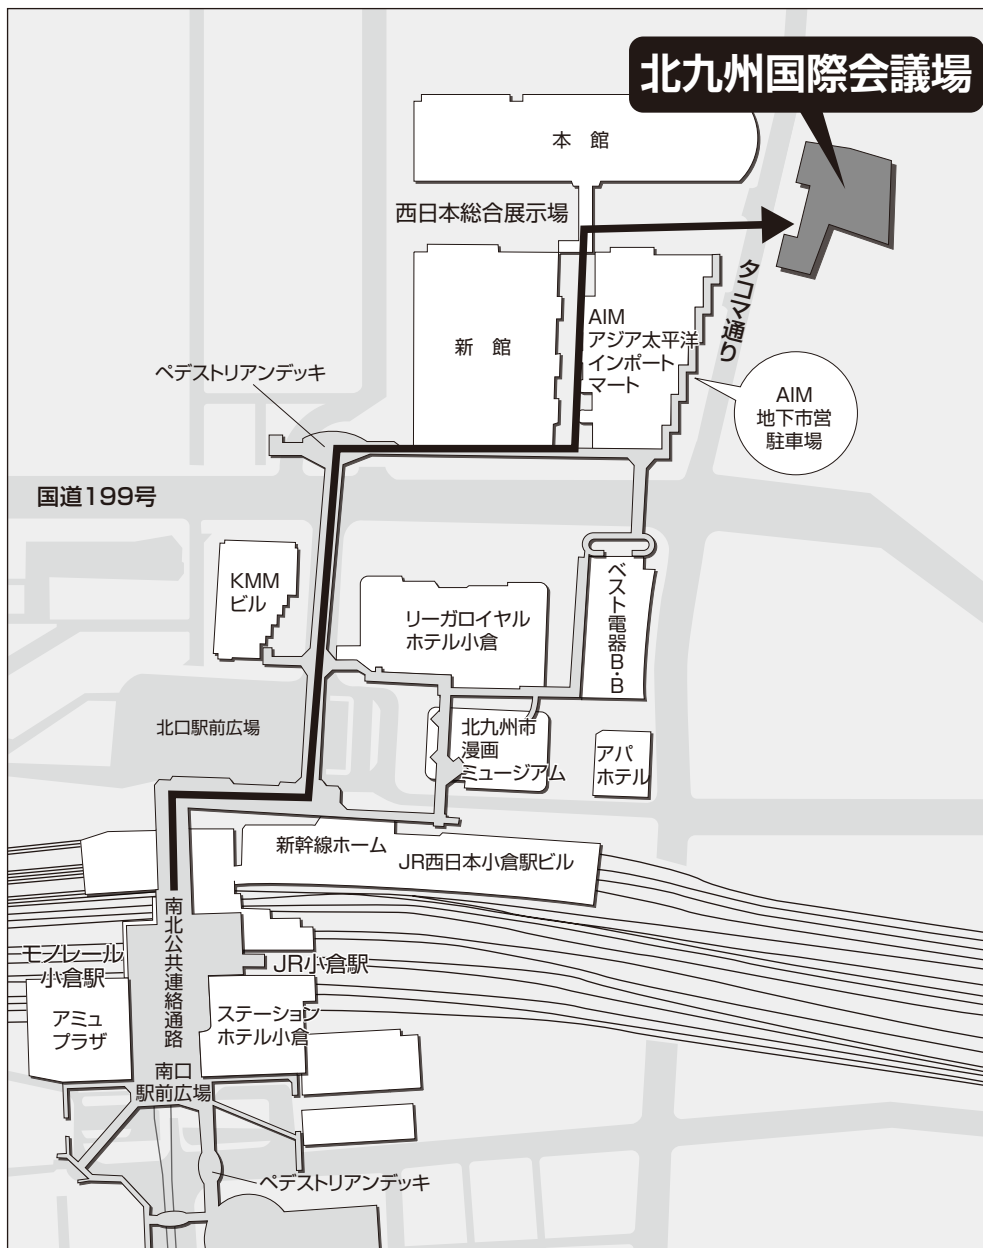 北九州国際会議場
本 館
西日本総合展示場
タコマ通り
新 館
AIM
アジア太平洋
インポート
マート
ペデストリアンデッキ
AIM
地下市営
駐車場
国道199号
KMM
ビル
リーガロイヤル
ホテル小倉
ベスト電器B・B
北口駅前広場
北九州市
漫画
ミュージアム
アパ
ホテル
新幹線ホーム
JR西日本小倉駅ビル
南北公共連絡通路
モノレール
小倉駅
JR小倉駅
アミュ
プラザ
ステーション
ホテル小倉
南口
駅前広場
ペデストリアンデッキ